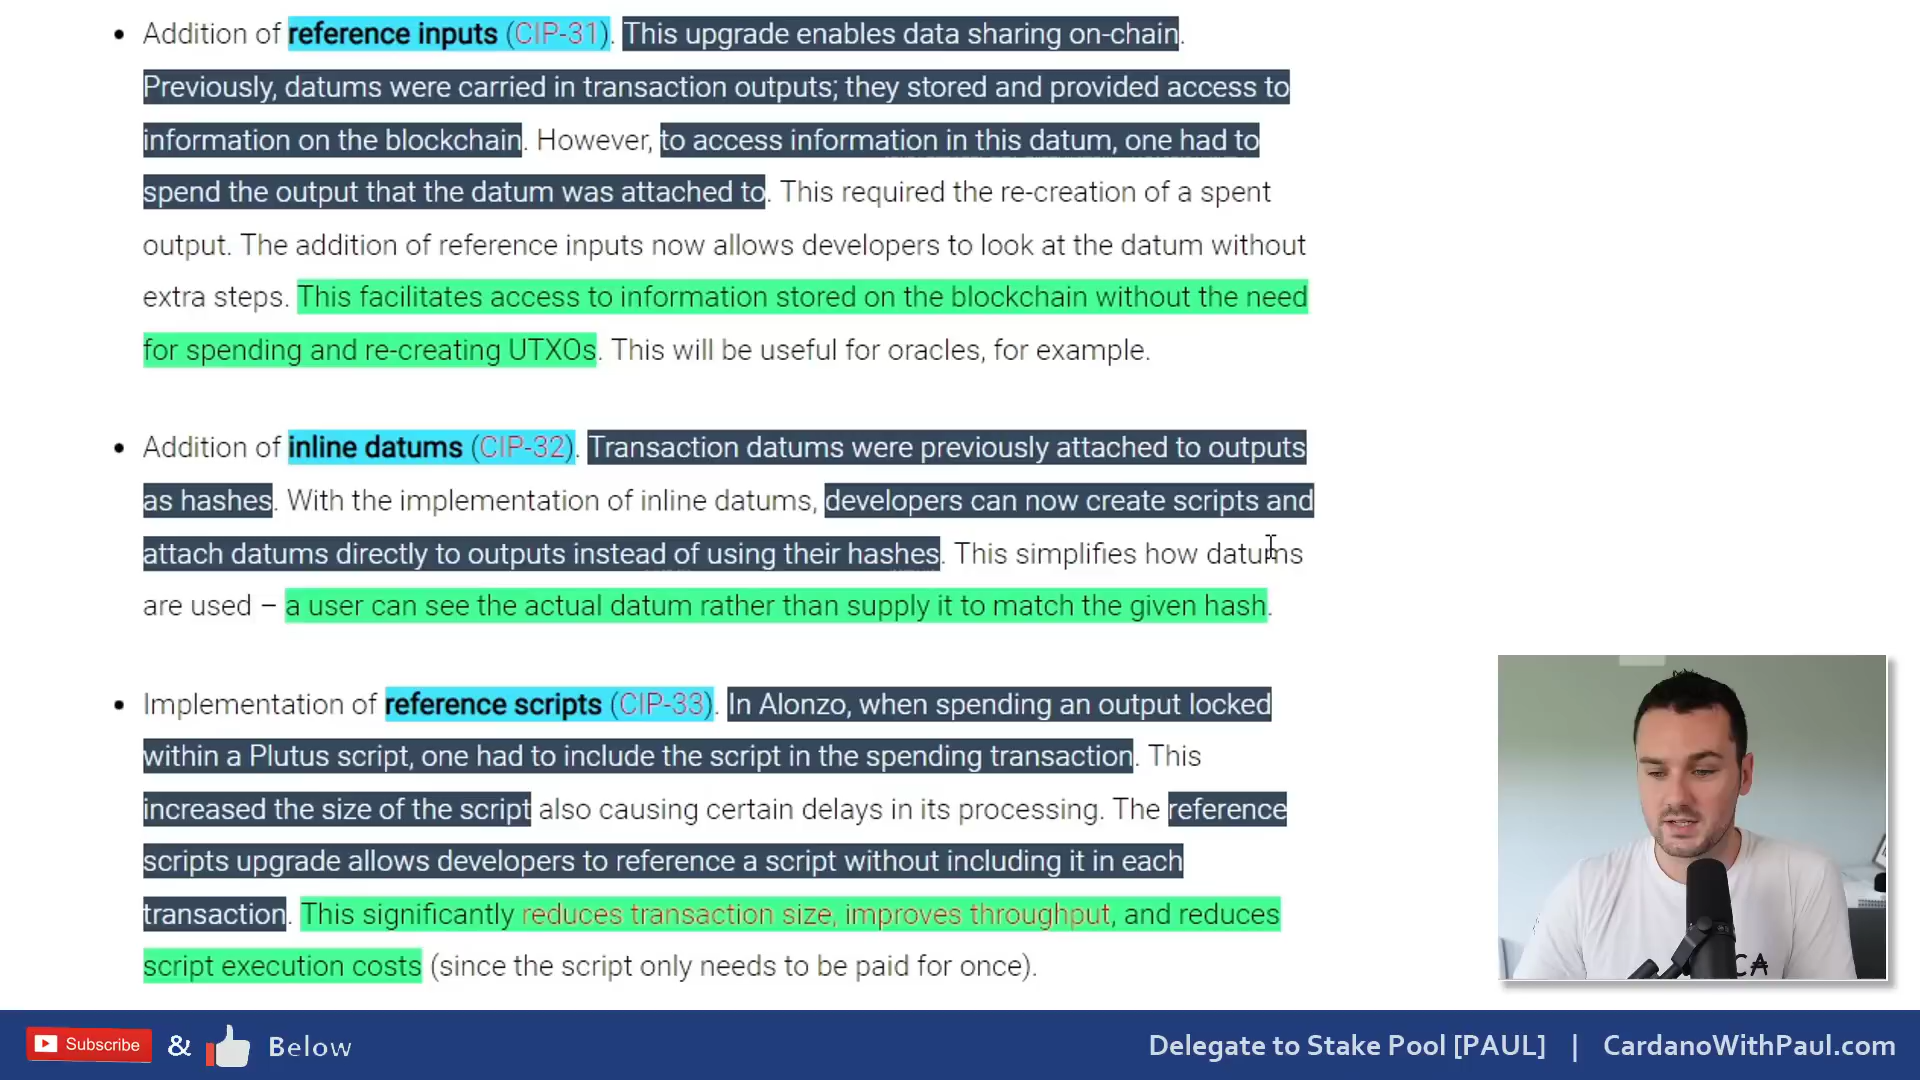 Addition of reference inputs (CIP-31). This upgrade enables data sharing on-chain.
Previously, datums were carried in transaction outputs; they stored and provided access to
information on the blockchain. However, to access information in this datum, one had to
spend the output that the datum was attached to. This required the re-creation of a spent
output. The addition of reference inputs now allows developers to look at the datum without
extra steps. This facilitates access to information stored on the blockchain without the need
for spending and re-creating UTXOs. This will be useful for oracles, for example.
Addition of inline datums (CIP-32). Transaction datums were previously attached to outputs
as hashes. With the implementation of inline datums, developers can now create scripts and
attach datums directly to outputs instead of using their hashes. This simplifies how datums
are used – a user can see the actual datum rather than supply it to match the given hash.
Implementation of reference scripts (CIP-33). In Alonzo, when spending an output locked
within a Plutus script, one had to include the script in the spending transaction. This
increased the size of the script also causing certain delays in its processing. The reference
scripts upgrade allows developers to reference a script without including it in each
transaction. This significantly reduces transaction size, improves throughput, and reduces
script execution costs (since the script only needs to be paid for once).
Subscribe & Below
Delegate to Stake Pool [PAUL] | CardanoWithPaul.com